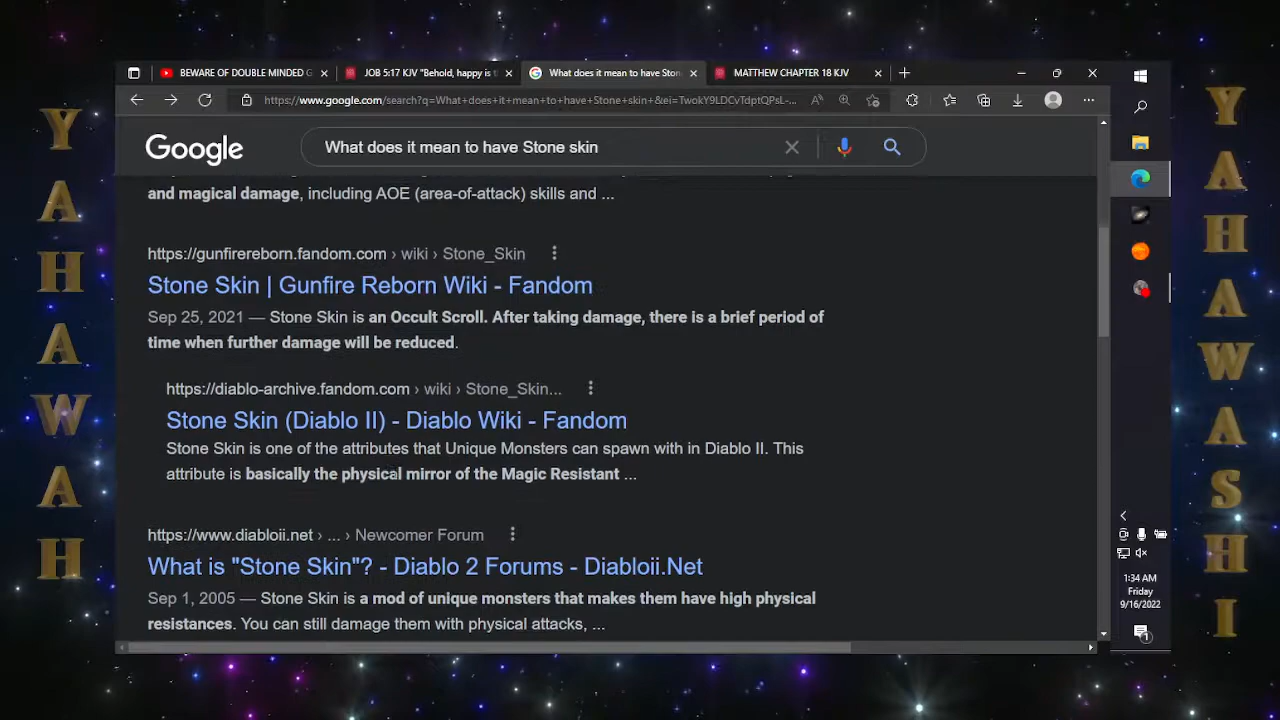 BEWARE OF DOUBLE MINDED G
JOB 5:17 KJV "Behold, happy is t
What does it mean to have Ston
MATTHEW CHAPTER 18 KJV
https://www.google.com/search?q=What+does+it+mean+to+have+Stone+skin+&ei=TwokY9LDCvTdptQPsL-...
Google
What does it mean to have Stone skin
and magical damage, including AOE (area-of-attack) skills and ...
https://gunfirereborn.fandom.com › wiki › Stone_Skin
Stone Skin | Gunfire Reborn Wiki - Fandom
Sep 25, 2021 — Stone Skin is an Occult Scroll. After taking damage, there is a brief period of
time when further damage will be reduced.
https://diablo-archive.fandom.com › wiki › Stone_Skin...
Stone Skin (Diablo II) - Diablo Wiki - Fandom
Stone Skin is one of the attributes that Unique Monsters can spawn with in Diablo II. This
attribute is basically the physical mirror of the Magic Resistant ...
https://www.diabloii.net › ... › Newcomer Forum
What is "Stone Skin"? - Diablo 2 Forums - Diabloii.Net
Sep 1, 2005 — Stone Skin is a mod of unique monsters that makes them have high physical
resistances. You can still damage them with physical attacks, ...
1:34 AM
Friday
9/16/2022
1
YAHAWAH
YAHAWASHI